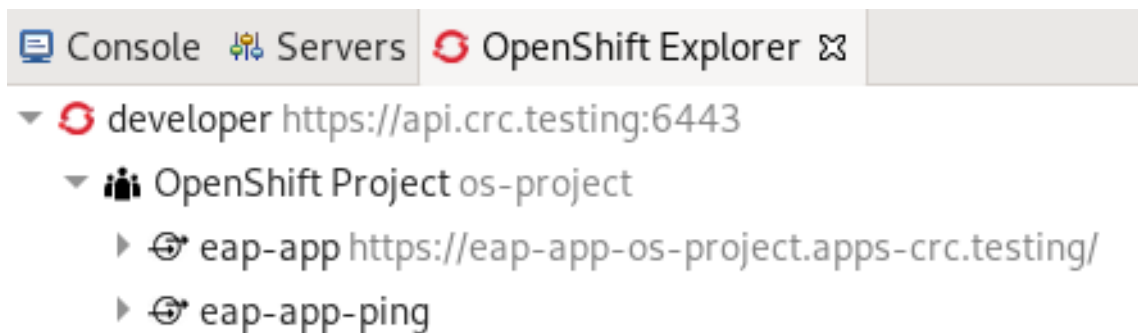 Console Servers OpenShift Explorer
developer https://api.crc.testing:6443
OpenShift Project os-project
eap-app https://eap-app-os-project.apps-crc.testing/
eap-app-ping